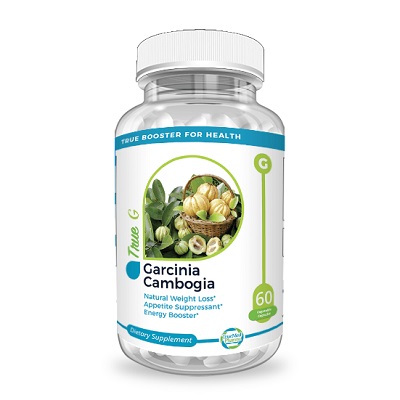 TRUE BOOSTER FOR HEALTH
G
True G
Garcinia
Cambogia
Natural Weight Loss*
Appetite Suppressant*
Energy Booster*
60
Dietary Supplement